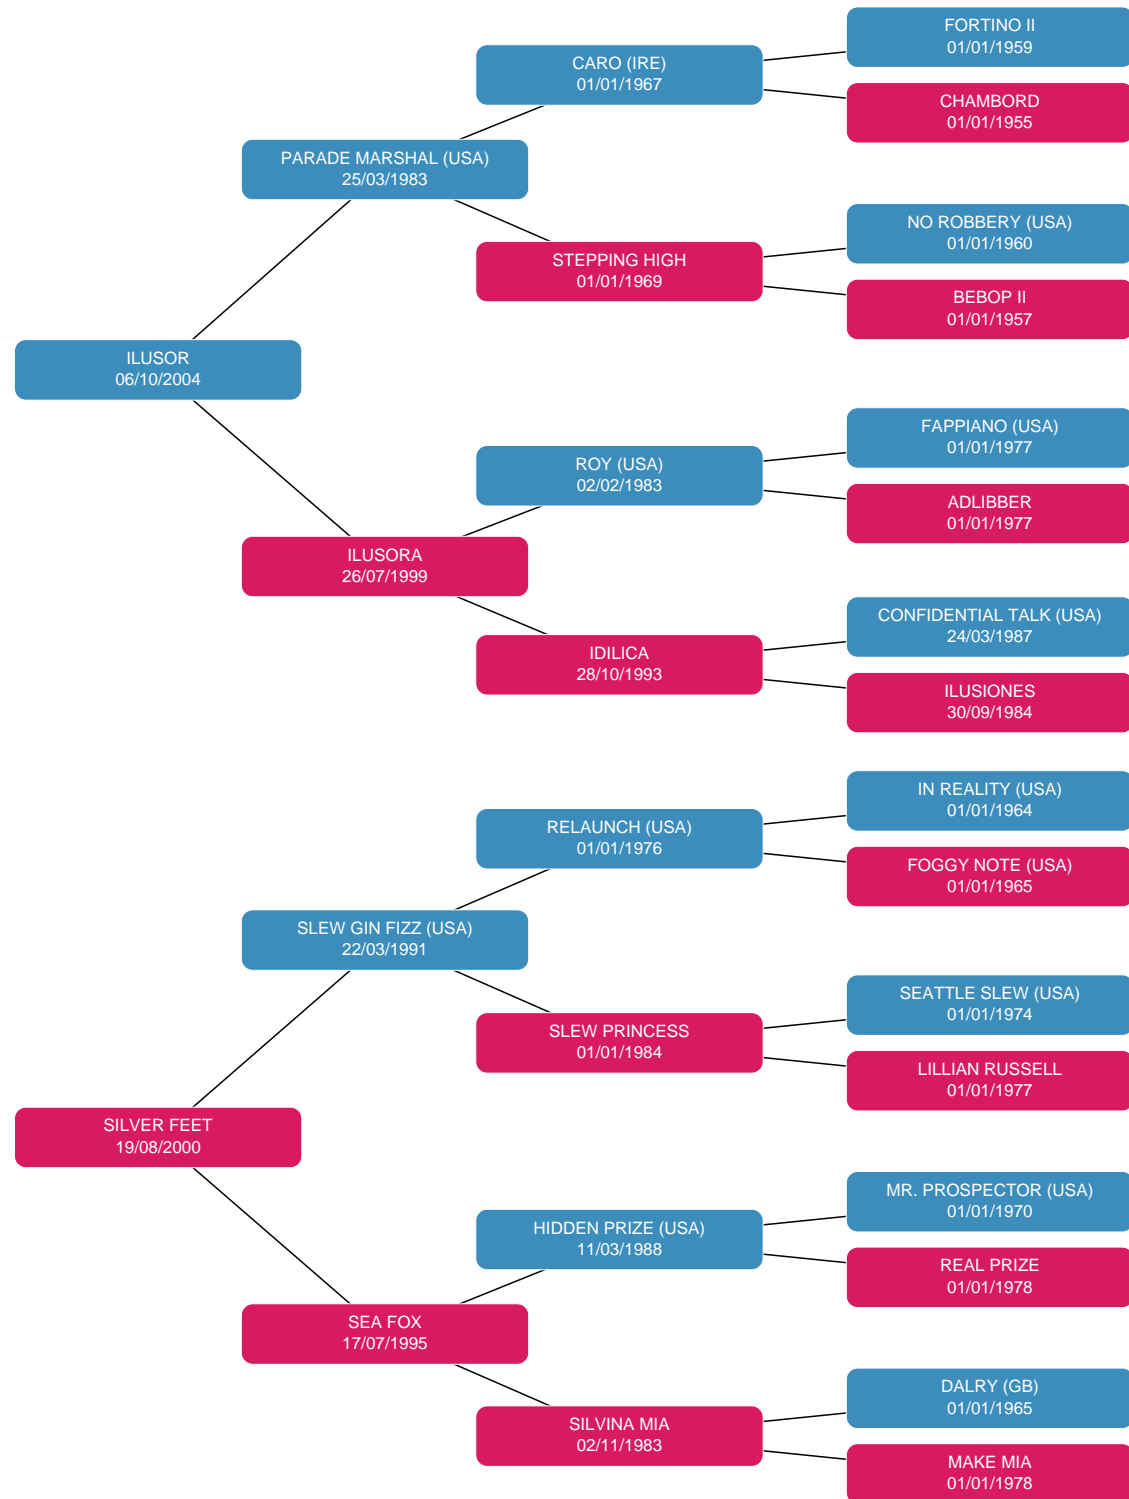 FORTINO II
01/01/1959
CARO (IRE)
01/01/1967
CHAMBORD
01/01/1955
PARADE MARSHAL (USA)
25/03/1983
NO ROBBERY (USA)
01/01/1960
STEPPING HIGH
01/01/1969
BEBOP II
01/01/1957
ILUSOR
06/10/2004
FAPPIANO (USA)
01/01/1977
ROY (USA)
02/02/1983
ADLIBBER
01/01/1977
ILUSORA
26/07/1999
CONFIDENTIAL TALK (USA)
24/03/1987
IDILICA
28/10/1993
ILUSIONES
30/09/1984
IN REALITY (USA)
01/01/1964
RELAUNCH (USA)
01/01/1976
FOGGY NOTE (USA)
01/01/1965
SLEW GIN FIZZ (USA)
22/03/1991
SEATTLE SLEW (USA)
01/01/1974
SLEW PRINCESS
01/01/1984
LILLIAN RUSSELL
01/01/1977
SILVER FEET
19/08/2000
MR. PROSPECTOR (USA)
01/01/1970
HIDDEN PRIZE (USA)
11/03/1988
REAL PRIZE
01/01/1978
SEA FOX
17/07/1995
DALRY (GB)
01/01/1965
SILVINA MIA
02/11/1983
MAKE MIA
01/01/1978